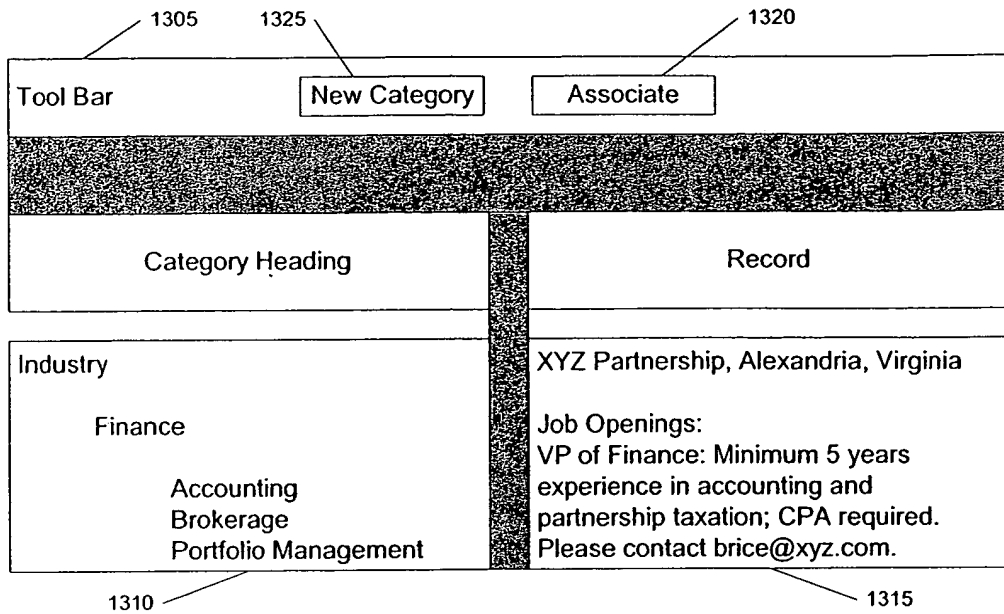 1305
1325
1320
Tool Bar
New Category
Associate
Category Heading
Record
Industry
Finance
Accounting
Brokerage
Portfolio Management
XYZ Partnership, Alexandria, Virginia
Job Openings:
VP of Finance: Minimum 5 years
experience in accounting and
partnership taxation; CPA required.
Please contact brice@xyz.com.
1310
1315